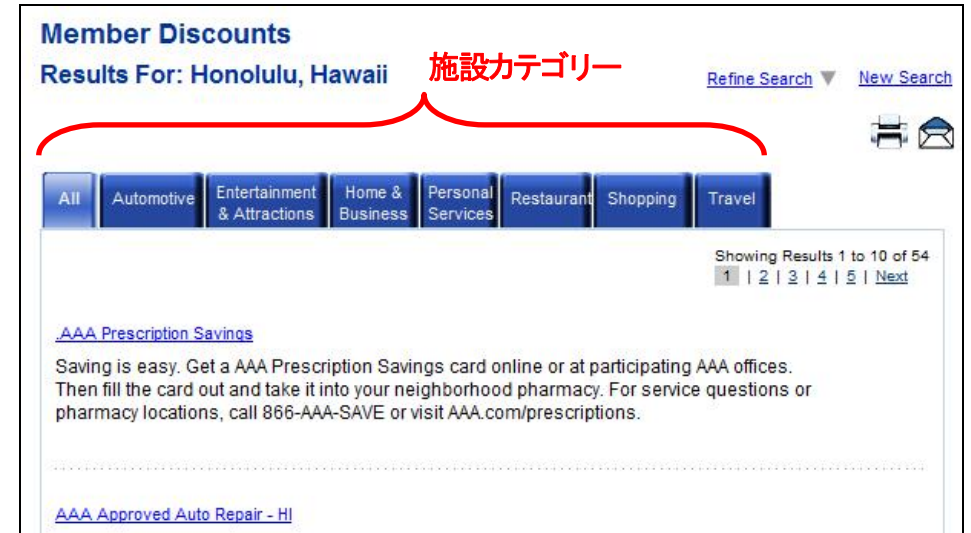 Member Discounts
Results For: Honolulu, Hawaii
施設カテゴリー
Refine Search ▼ New Search
All
Automotive
Entertainment
& Attractions
Home &
Business
Personal
Services
Restaurant
Shopping
Travel
Showing Results 1 to 10 of 54
1 | 2 | 3 | 4 | 5 | Next
.AAA Prescription Savings
Saving is easy. Get a AAA Prescription Savings card online or at participating AAA offices.
Then fill the card out and take it into your neighborhood pharmacy. For service questions or
pharmacy locations, call 866-AAA-SAVE or visit AAA.com/prescriptions.
AAA Approved Auto Repair - HI